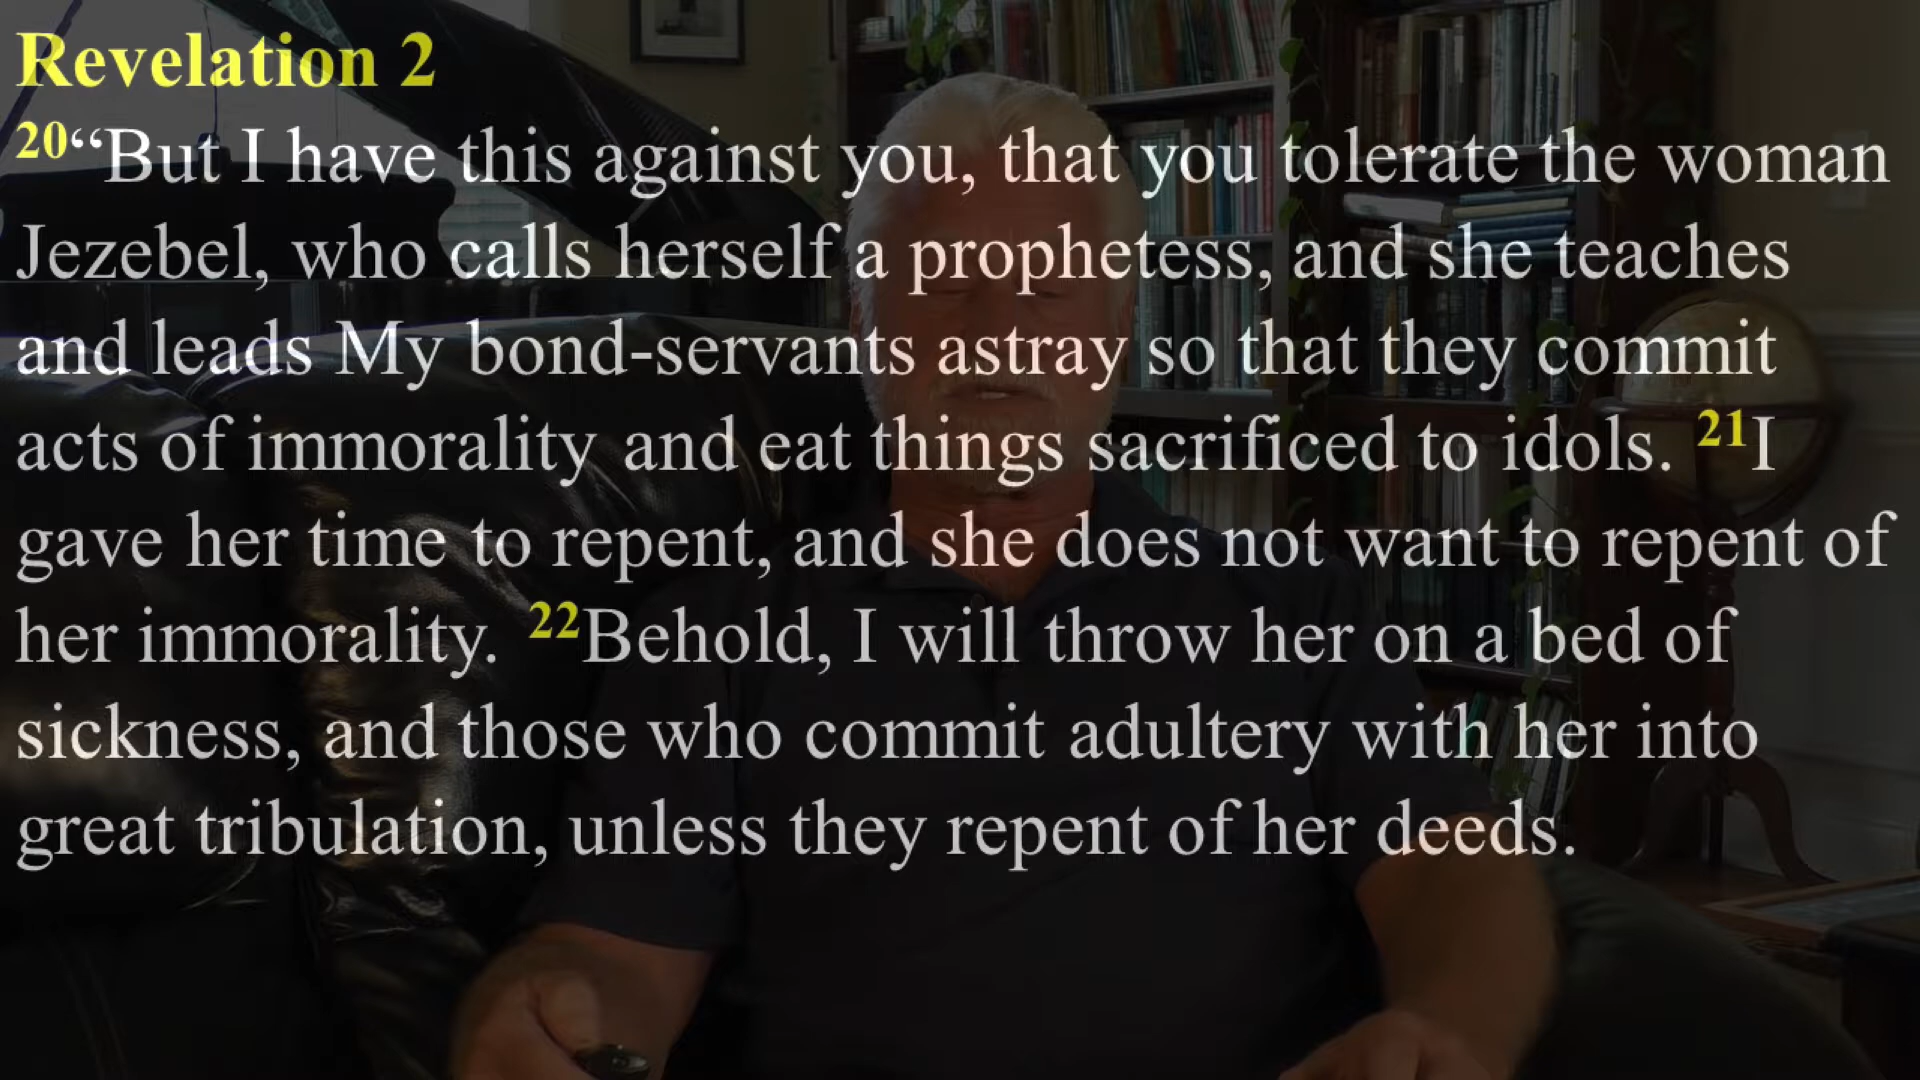 Revelation 2
20“But I have this against you, that you tolerate the woman
Jezebel, who calls herself a prophetess, and she teaches
and leads My bond-servants astray so that they commit
acts of immorality and eat things sacrificed to idols. 21I
gave her time to repent, and she does not want to repent of
her immorality. 22Behold, I will throw her on a bed of
sickness, and those who commit adultery with her into
great tribulation, unless they repent of her deeds.